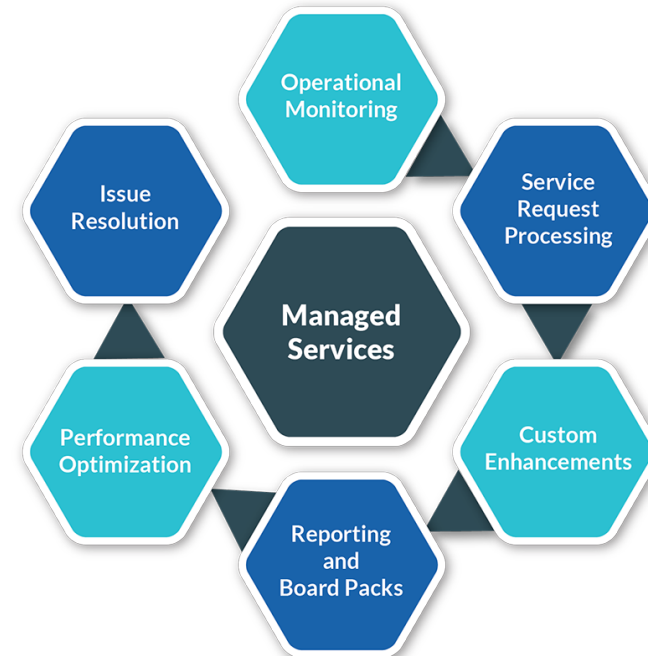 Operational
Monitoring
Service
Request
Processing
Custom
Enhancements
Reporting
and
Board Packs
Performance
Optimization
Issue
Resolution
Managed
Services